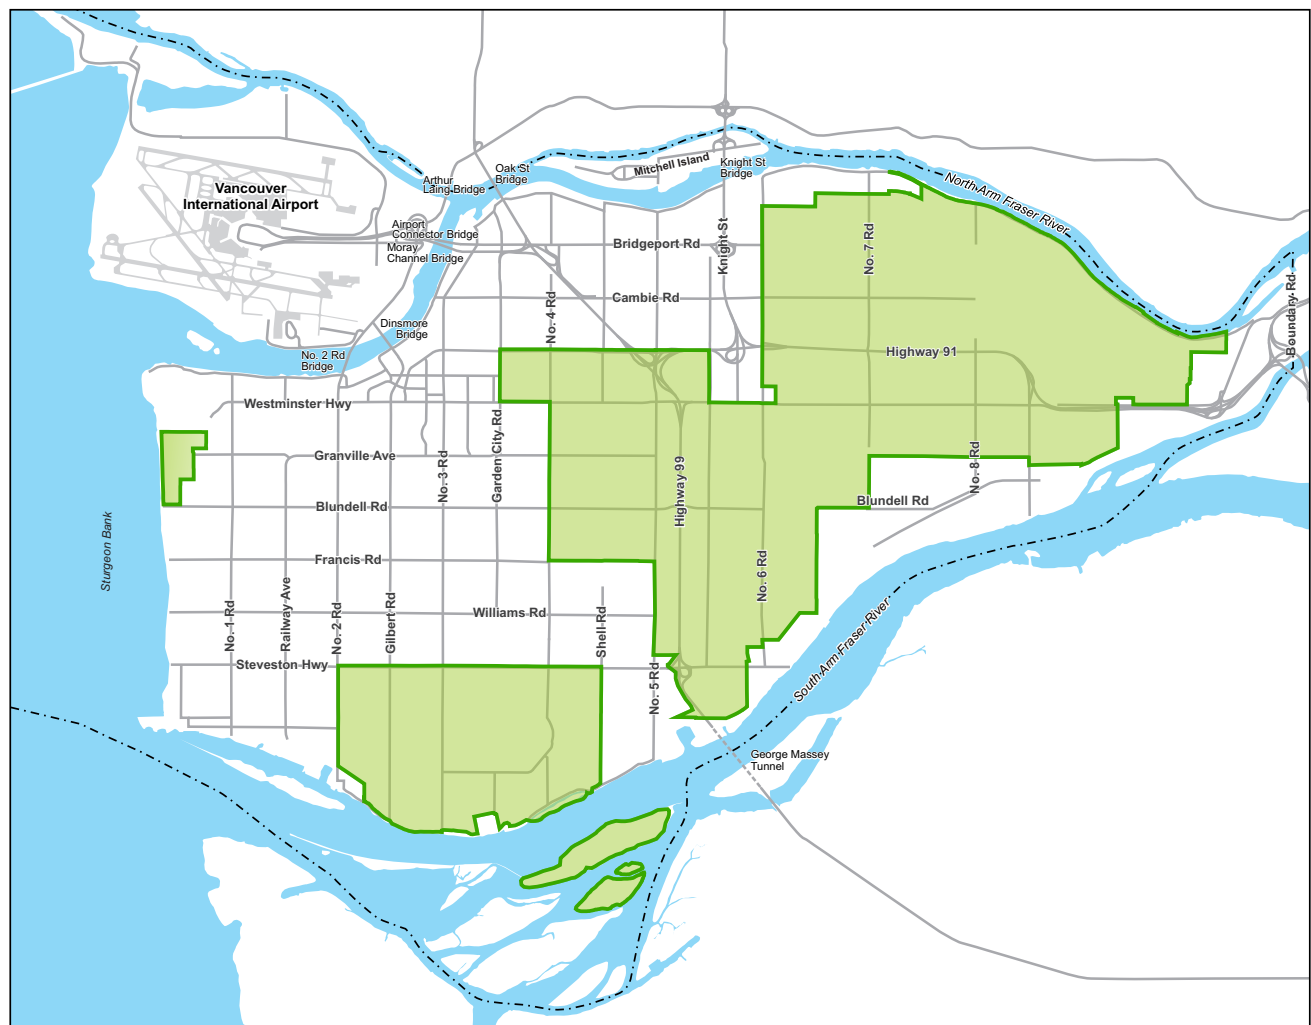 Oak St
Bridge
Mitchell Island
Knight St
Bridge
Arthur
Laing Bridge
North Arm Fraser River
Vancouver
International Airport
Airport
Connector Bridge
Moray
Channel Bridge
Bridgeport Rd
Knight St
No. 7 Rd
Cambie Rd
No. 4 Rd
Boundary Rd
Dinsmore
Bridge
No. 2 Rd
Bridge
Highway 91
Westminster Hwy
Garden City Rd
Granville Ave
No. 3 Rd
Highway 99
No. 8 Rd
Blundell Rd
Blundell Rd
Sturgeon Bank
Francis Rd
No. 6 Rd
No. 1 Rd
Railway Ave
No. 2 Rd
Gilbert Rd
Williams Rd
Shell Rd
Steveston Hwy
No. 5 Rd
South Arm Fraser River
George Massey
Tunnel